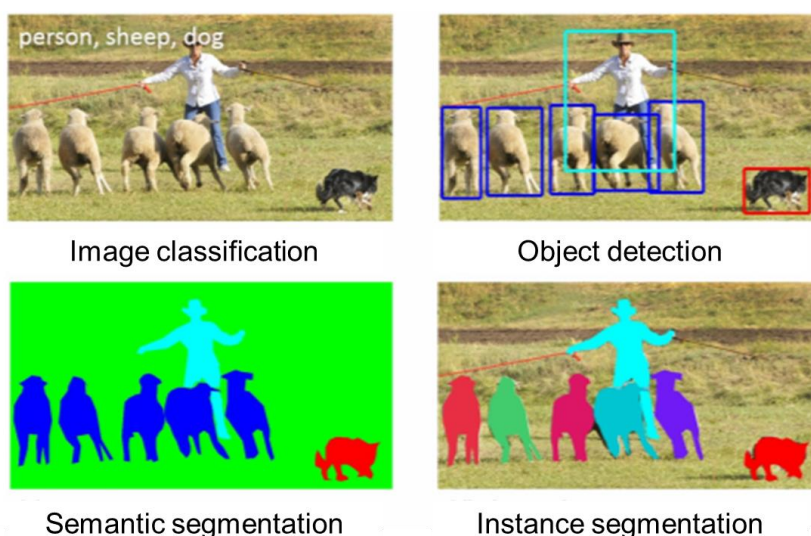 person, sheep, dog
Image classification
Object detection
Semantic segmentation
Instance segmentation